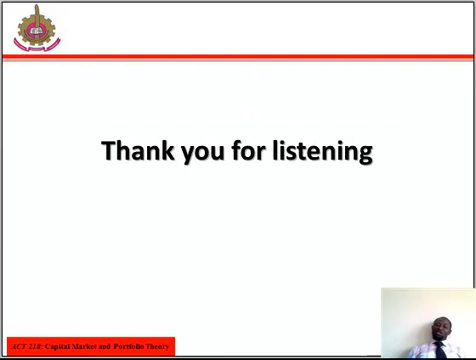 Thank you for listening
ACT 218: Capital Market and Portfolio Theory